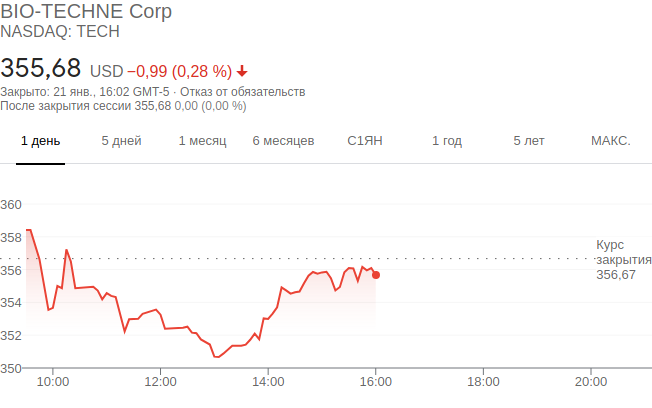 BIO-TECHNE Corp
NASDAQ: TECH
355,68 USD −0,99 (0,28 %)
Закрыто: 21 янв., 16:02 GMT-5 · Отказ от обязательств
После закрытия сессии 355,68 0,00 (0,00 %)
1 день 5 дней 1 месяц 6 месяцев С1ЯН 1 год 5 лет МАКС.
360
358
Курс
закрытия
356
356,67
354
352
350
10:00 12:00 14:00 16:00 18:00 20:00